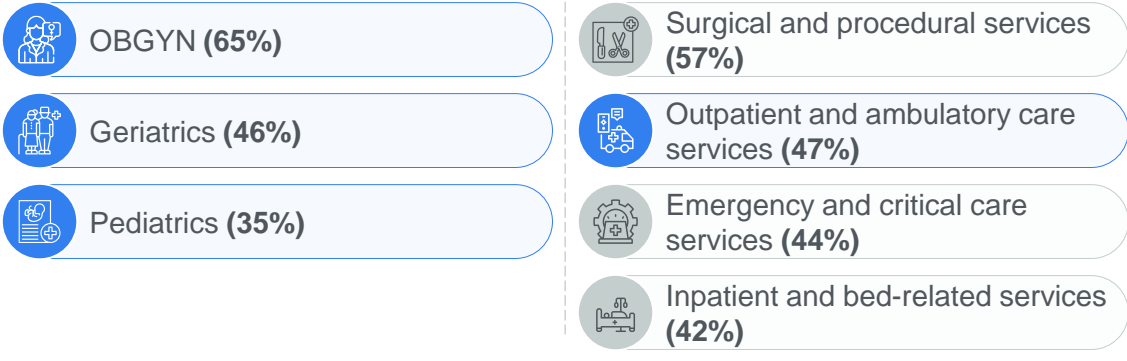 OBGYN (65%)
Geriatrics (46%)
Pediatrics (35%)
Surgical and procedural services
(57%)
Outpatient and ambulatory care
services (47%)
Emergency and critical care
services (44%)
Inpatient and bed-related services
(42%)